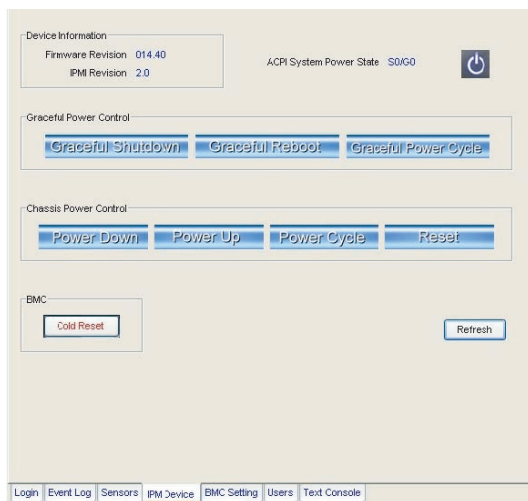 Device Information
Firmware Revision 014.40
IPMI Revision 2.0
ACPI System Power State S0/G0
Graceful Power Control
Graceful Shutdown Graceful Reboot Graceful Power Cycle
Chassis Power Control
Power Down Power Up Power Cycle Reset
BMC
Cold Reset
Refresh
Login Event Log Sensors IPM Device BMC Setting Users Text Console